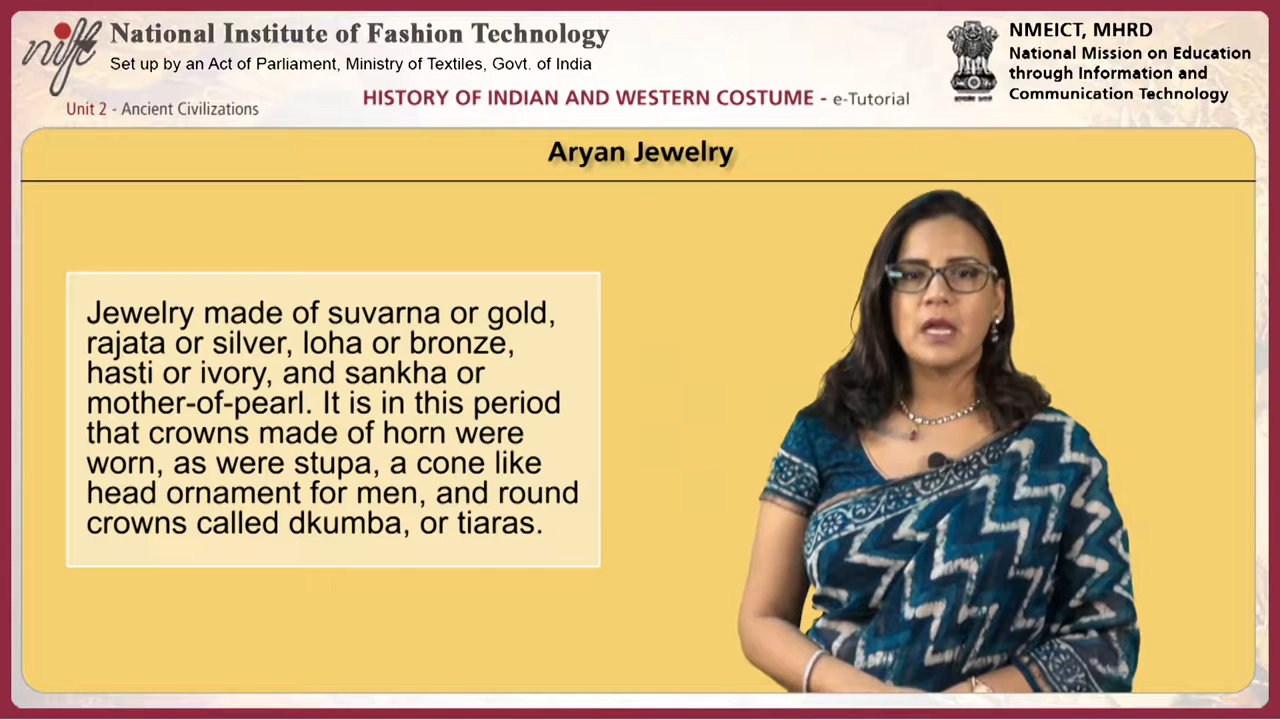 nift
National Institute of Fashion Technology
Set up by an Act of Parliament, Ministry of Textiles, Govt. of India
Unit 2 - Ancient Civilizations
HISTORY OF INDIAN AND WESTERN COSTUME - e-Tutorial
NMEICT, MHRD
National Mission on Education
through Information and
Communication Technology
Aryan Jewelry
Jewelry made of suvarna or gold,
rajata or silver, loha or bronze,
hasti or ivory, and sankha or
mother-of-pearl. It is in this period
that crowns made of horn were
worn, as were stupa, a cone like
head ornament for men, and round
crowns called dkumba, or tiaras.